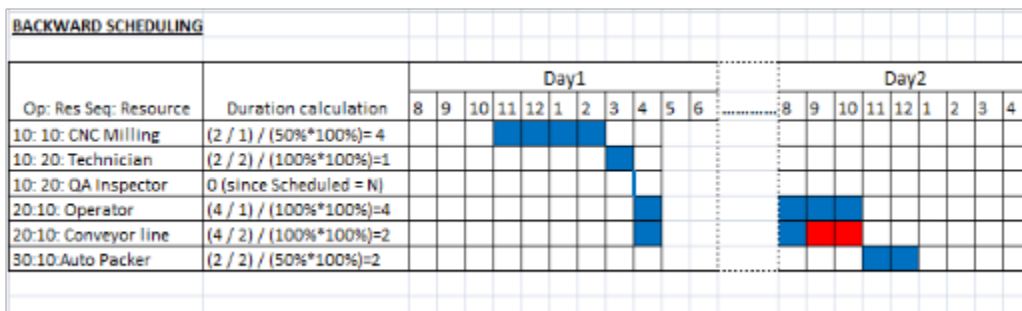 BACKWARD SCHEDULING
Day1 Day2
Op: Res Seq: Resource Duration calculation 8 9 10 11 12 1 2 3 4 5 6 ............. 8 9 10 11 12 1 2 3 4
10: 10: CNC Milling (2 / 1) / (50%*100%)= 4
10: 20: Technician (2 / 2) / (100%*100%)=1
10: 20: QA Inspector 0 (since Scheduled = N)
20:10: Operator (4 / 1) / (100%*100%)=4
20:10: Conveyor line (4 / 2) / (100%*100%)=2
30:10:Auto Packer (2 / 2) / (50%*100%)=2